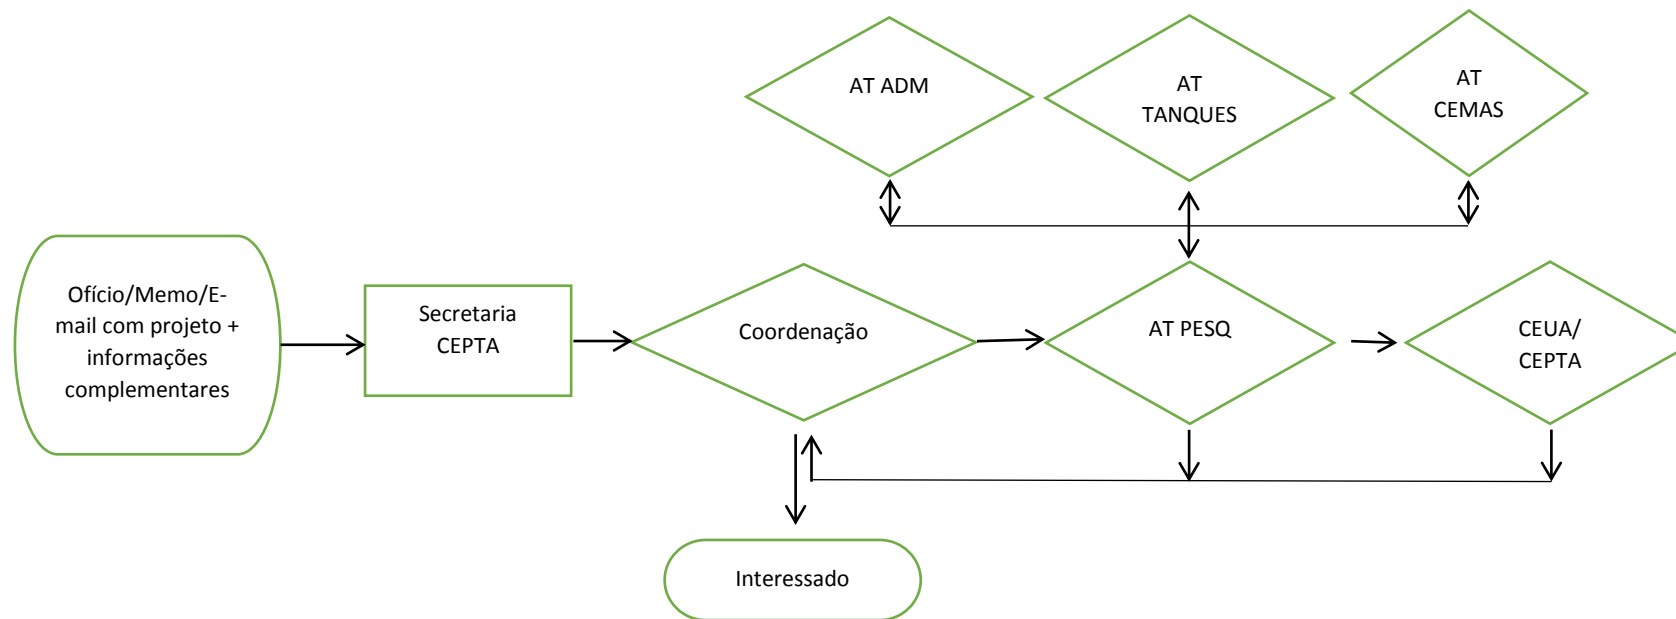 AT ADM
AT
TANQUES
AT
CEMAS
Ofício/Memo/E-
mail com projeto +
informações
complementares
Secretaria
CEPTA
Coordenação
AT PESQ
CEUA/
CEPTA
Interessado